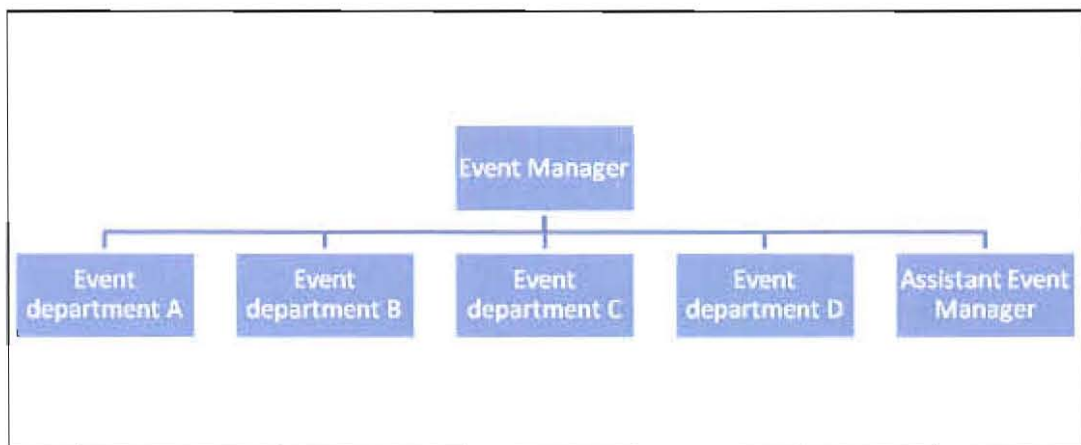 Event Manager
Event
department A
Event
department B
Event
department C
Event
department D
Assistant Event
Manager